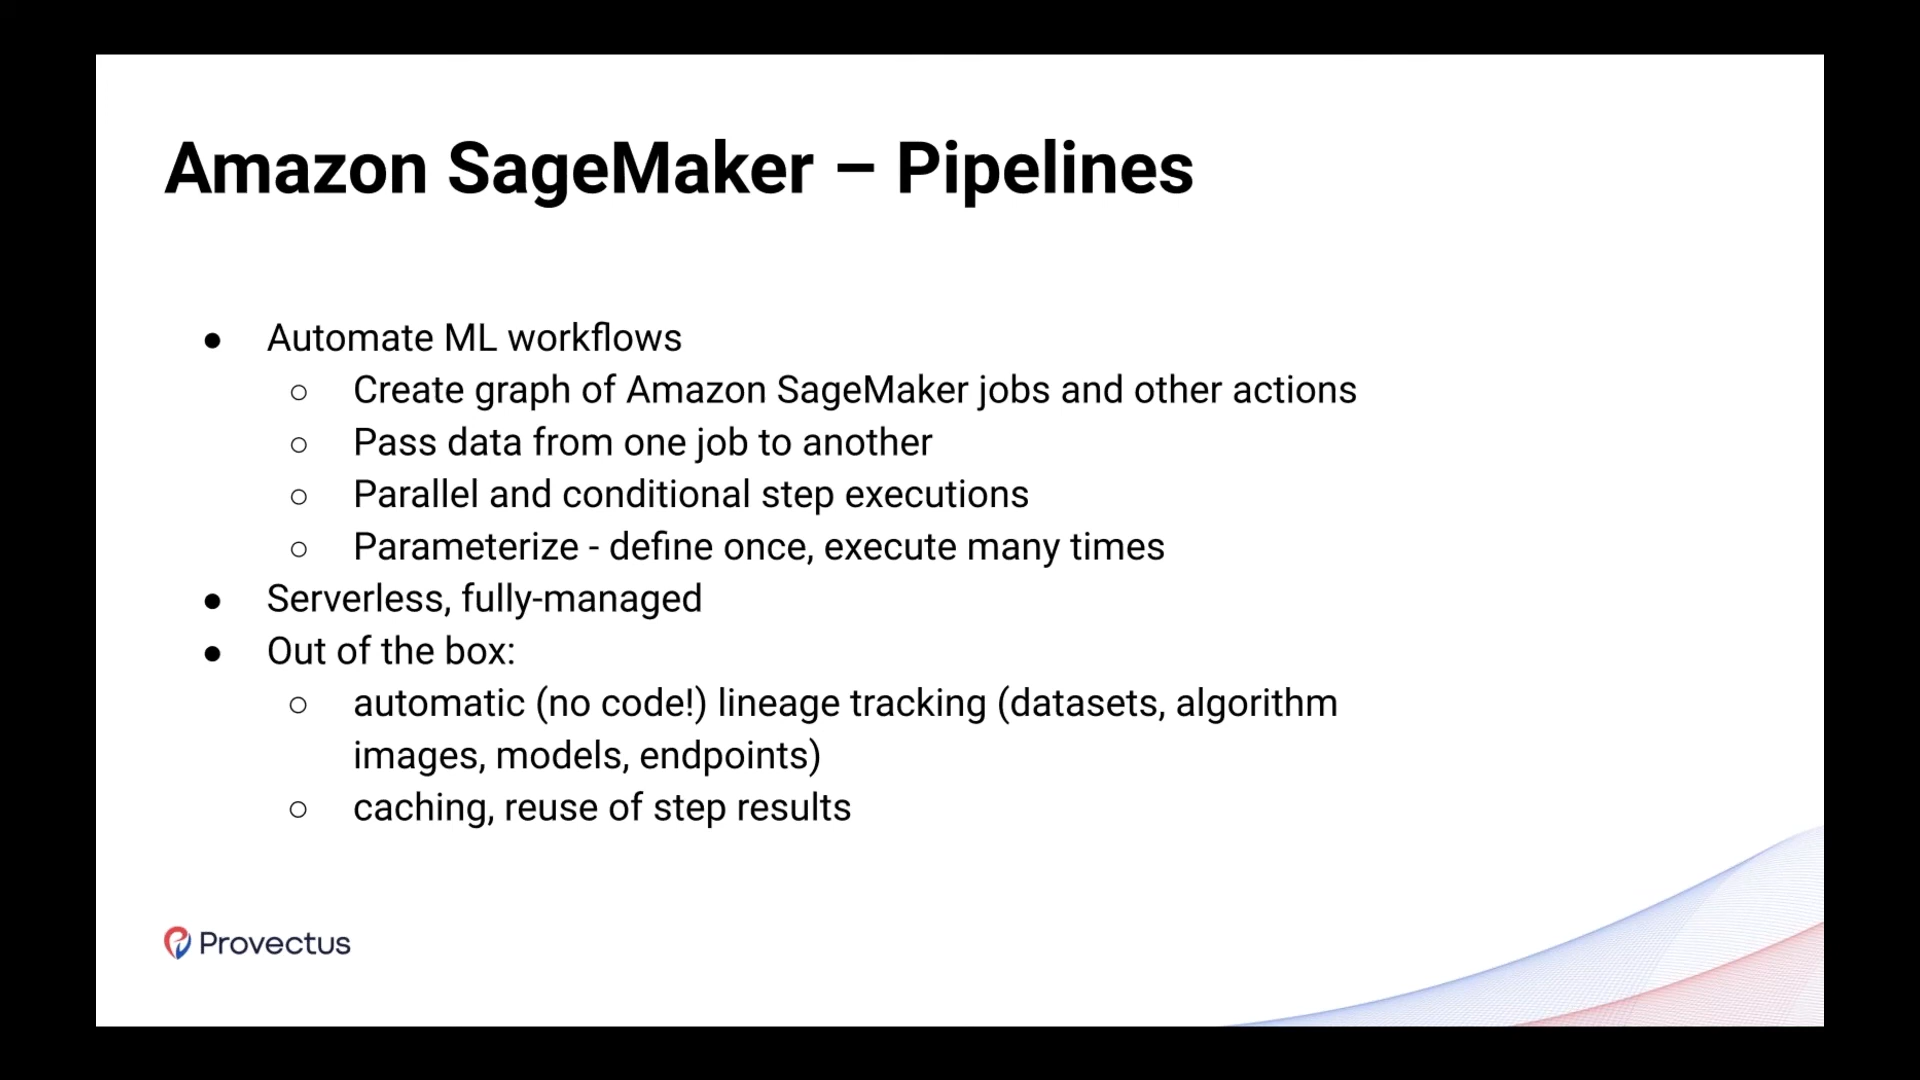 Amazon SageMaker – Pipelines
● Automate ML workflows
○ Create graph of Amazon SageMaker jobs and other actions
○ Pass data from one job to another
○ Parallel and conditional step executions
○ Parameterize - define once, execute many times
● Serverless, fully-managed
● Out of the box:
○ automatic (no code!) lineage tracking (datasets, algorithm
images, models, endpoints)
○ caching, reuse of step results
Provectus